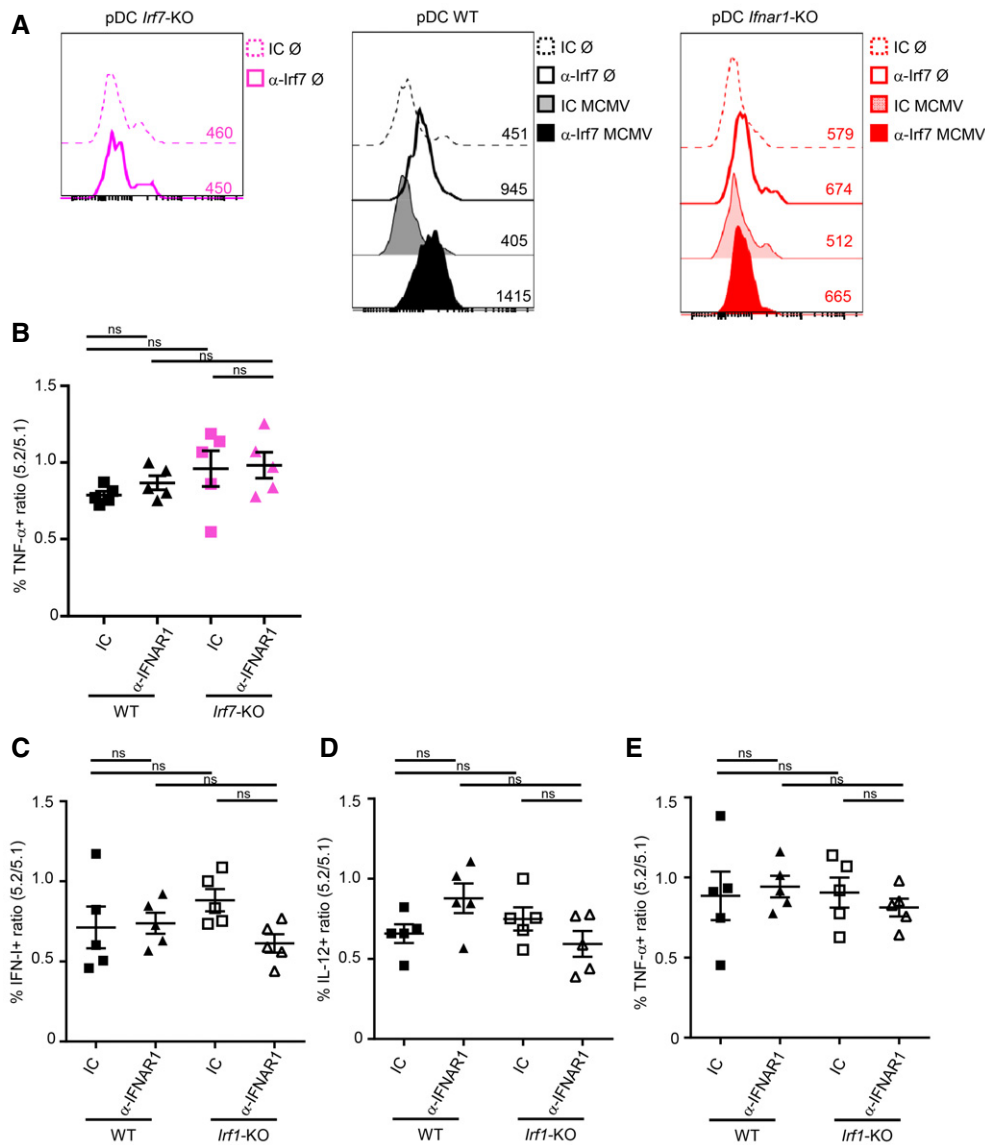 A
pDC Irf7-KO
IC Ø
α-Irf7 Ø
460
450
pDC WT
IC Ø
α-Irf7 Ø
IC MCMV
α-Irf7 MCMV
451
945
405
1415
pDC Ifnar1-KO
IC Ø
α-Irf7 Ø
IC MCMV
α-Irf7 MCMV
579
674
512
665
B
ns
ns
ns
ns
% TNF-α+ ratio (5.2/5.1)
1.5
1.0
0.5
0
IC
α-IFNAR1
IC
α-IFNAR1
WT
Irf7-KO
C
ns
ns
ns
ns
% IFN-I+ ratio (5.2/5.1)
1.5
1.0
0.5
0
IC
α-IFNAR1
IC
α-IFNAR1
WT
Irf1-KO
D
ns
ns
ns
ns
% IL-12+ ratio (5.2/5.1)
1.5
1.0
0.5
0
IC
α-IFNAR1
IC
α-IFNAR1
WT
Irf1-KO
E
ns
ns
ns
ns
% TNF-α+ ratio (5.2/5.1)
1.5
1.0
0.5
0
IC
α-IFNAR1
IC
α-IFNAR1
WT
Irf1-KO